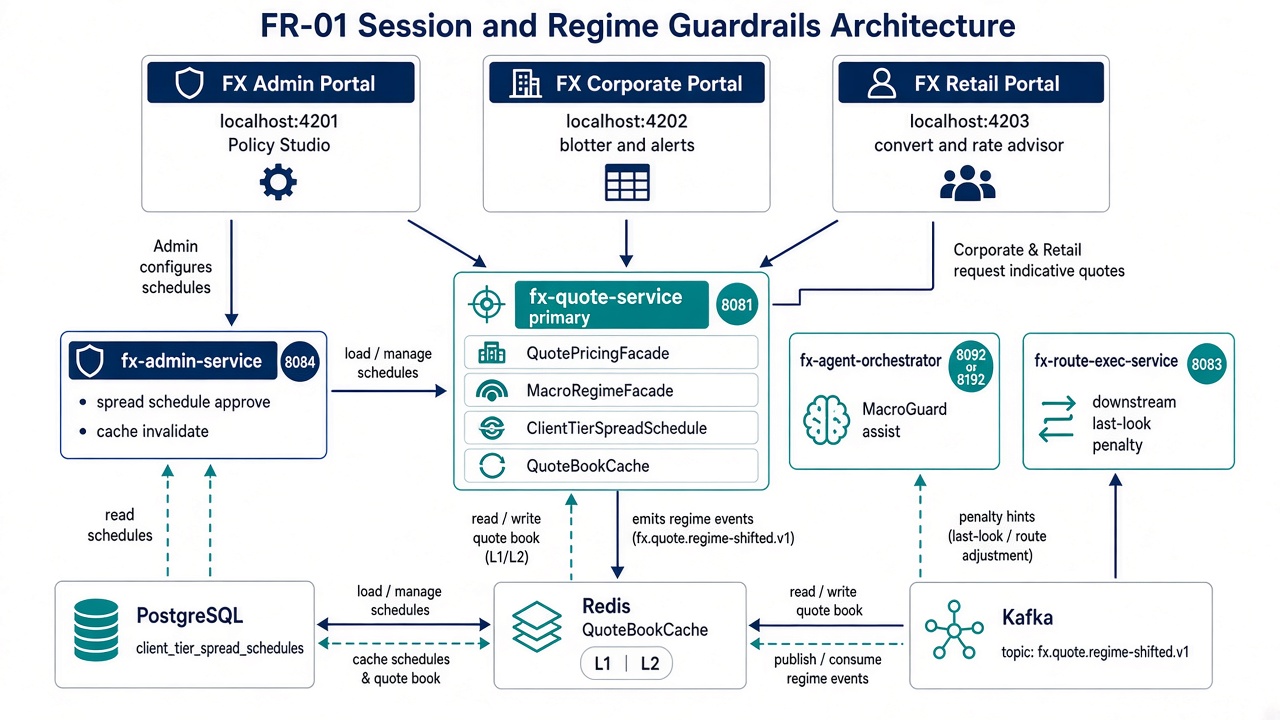 FR-01 Session and Regime Guardrails Architecture
FX Admin Portal
localhost:4201
Policy Studio
FX Corporate Portal
localhost:4202
blotter and alerts
FX Retail Portal
localhost:4203
convert and rate advisor
Admin
configures
schedules
Corporate & Retail
request indicative quotes
fx-quote-service
primary
8081
QuotePricingFacade
MacroRegimeFacade
ClientTierSpreadSchedule
QuoteBookCache
fx-admin-service
8084
• spread schedule approve
• cache invalidate
load / manage
schedules
fx-agent-orchestrator
8092
or
8192
MacroGuard
assist
fx-route-exec-service
8083
downstream
last-look
penalty
read
schedules
read / write
quote book
(L1/L2)
emits regime events
(fx.quote.regime-shifted.v1)
penalty hints
(last-look / route
adjustment)
PostgreSQL
client_tier_spread_schedules
load / manage
schedules
cache schedules
& quote book
Redis
QuoteBookCache
L1 | L2
read / write
quote book
publish / consume
regime events
Kafka
topic: fx.quote.regime-shifted.v1